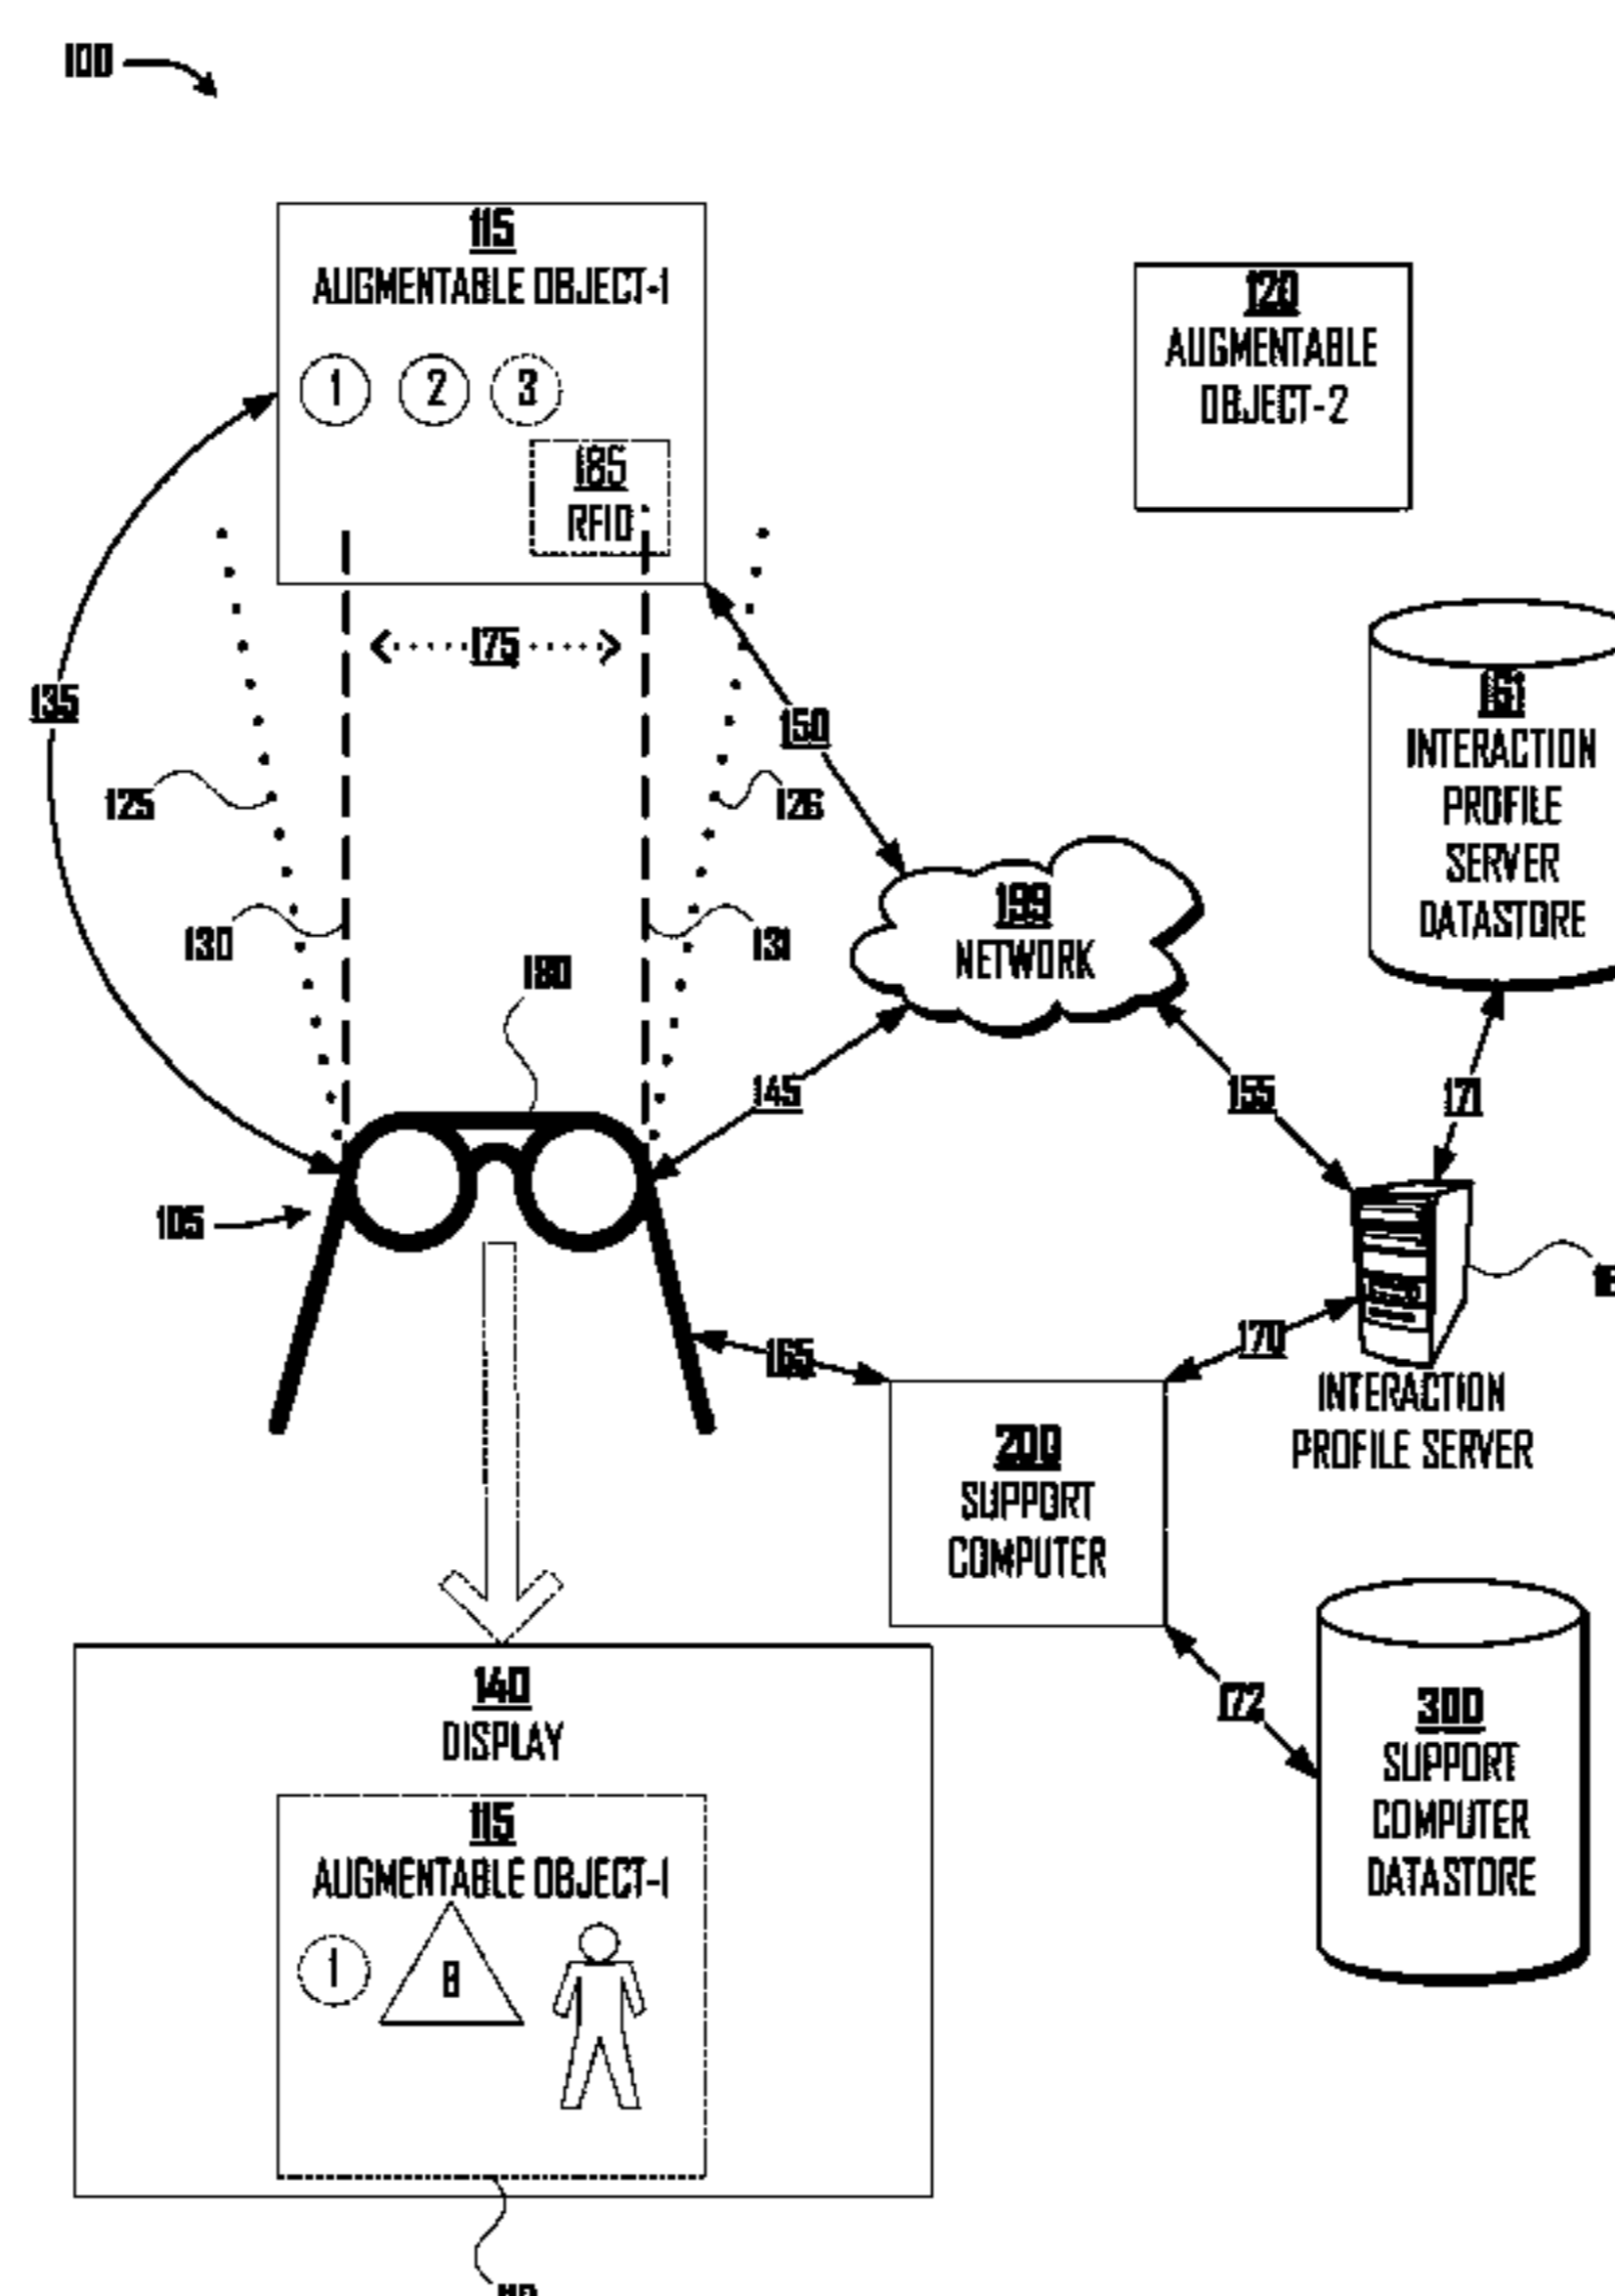 100
115
AUGMENTABLE OBJECT-1
1 2 3
185
RFID
120
AUGMENTABLE
OBJECT-2
175
135
150
125
126
130
131
180
199
NETWORK
161
INTERACTION
PROFILE
SERVER
DATASTORE
145
155
171
105
165
170
INTERACTION
PROFILE SERVER
200
SUPPORT
COMPUTER
172
300
SUPPORT
COMPUTER
DATASTORE
140
DISPLAY
115
AUGMENTABLE OBJECT-1
1 B